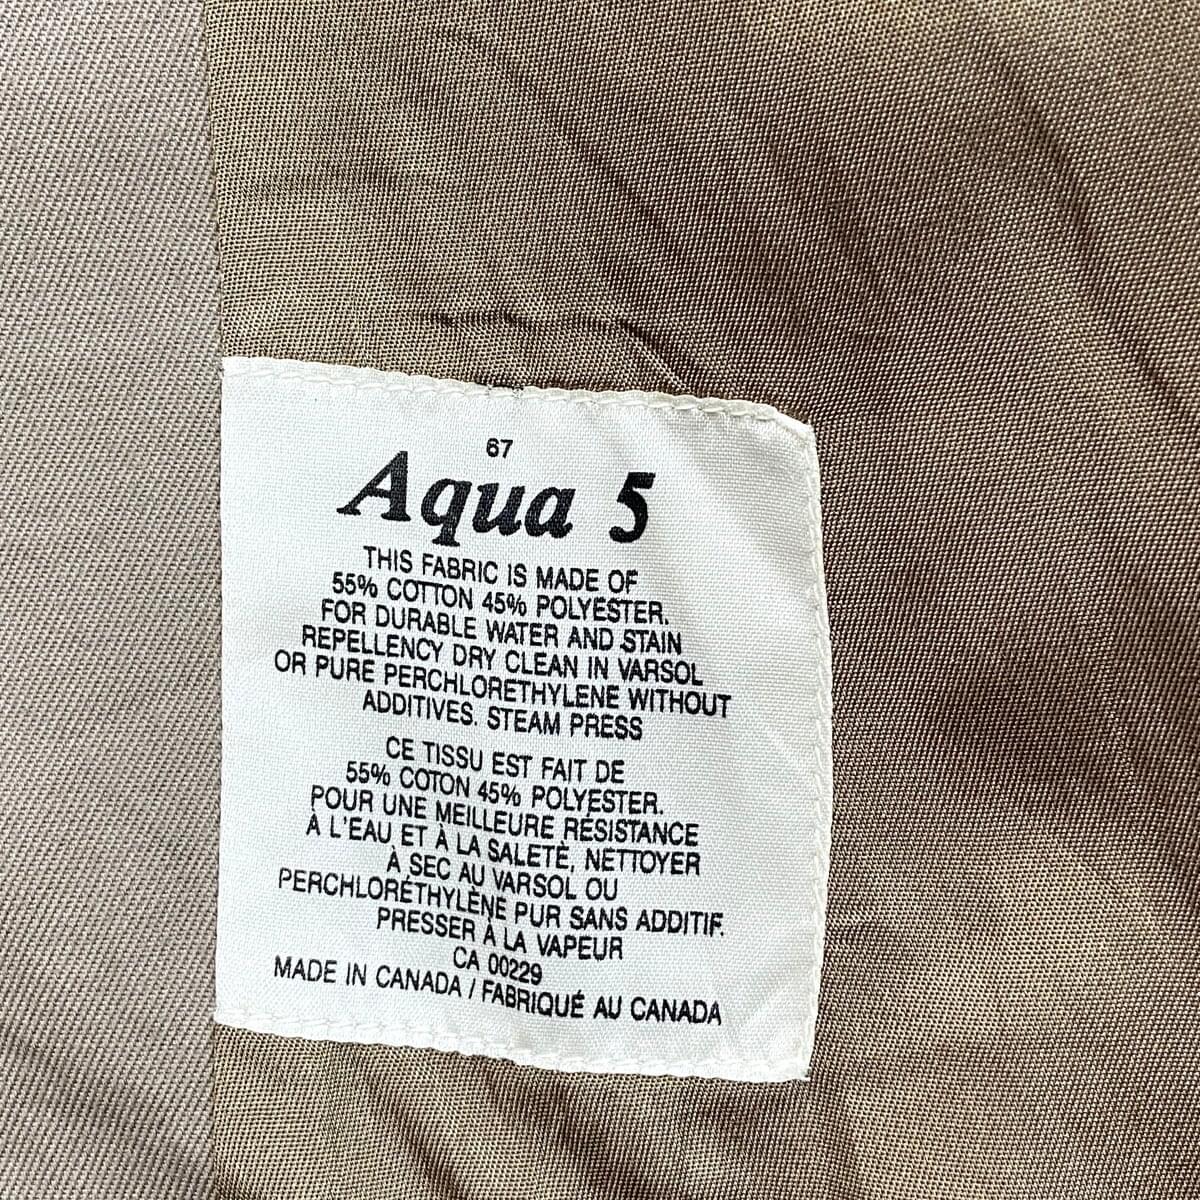 67
Aqua 5
THIS FABRIC IS MADE OF
55% COTTON 45% POLYESTER.
FOR DURABLE WATER AND STAIN
REPELLENCY DRY CLEAN IN VARSOL
OR PURE PERCHLORETHYLENE WITHOUT
ADDITIVES. STEAM PRESS
CE TISSU EST FAIT DE
55% COTON 45% POLYESTER.
POUR UNE MEILLEURE RÉSISTANCE
À L'EAU ET À LA SALETÈ, NETTOYER
À SEC AU VARSOL OU
PERCHLORÉTHYLÈNE PUR SANS ADDITIF.
PRESSER À LA VAPEUR
CA 00229
MADE IN CANADA / FABRIQUÉ AU CANADA